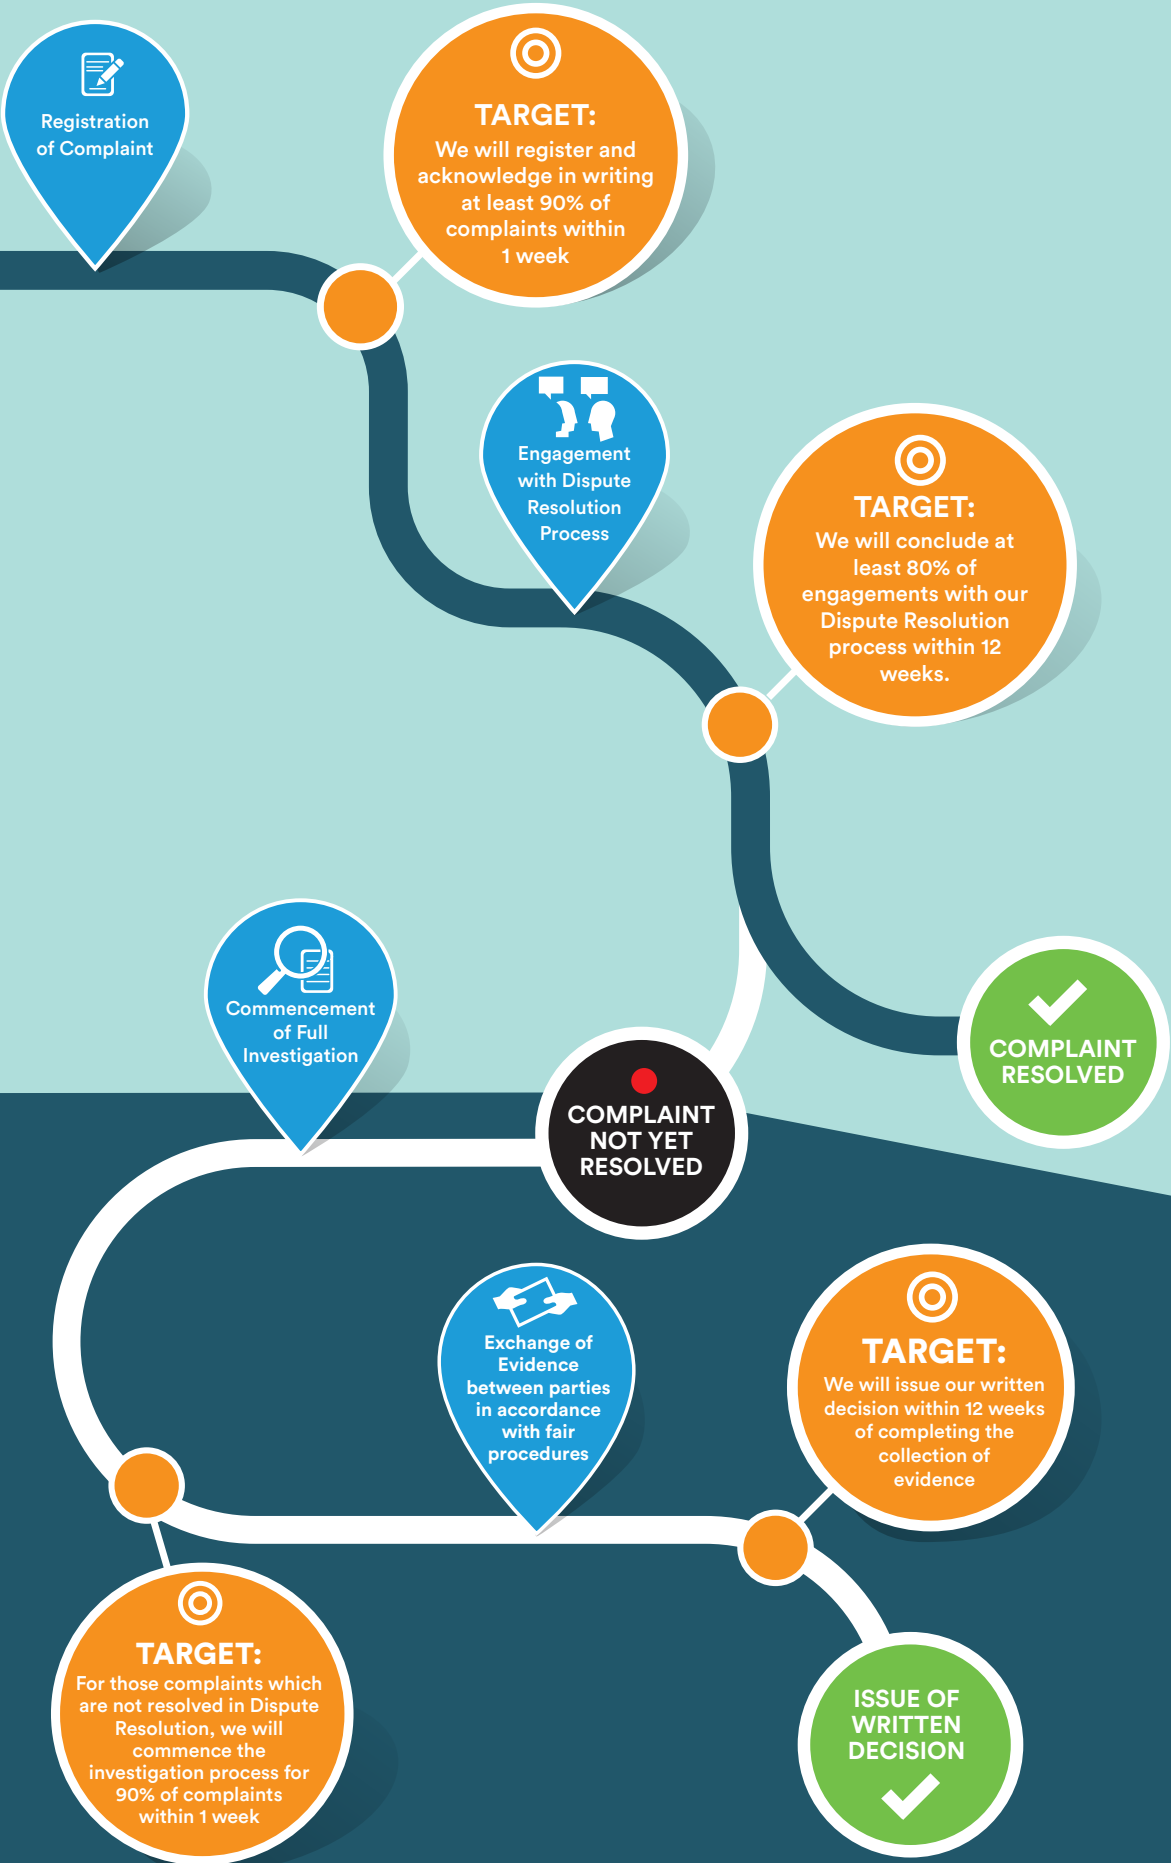 Registration
of Complaint
TARGET:
We will register and
acknowledge in writing
at least 90% of
complaints within
1 week
Engagement
with Dispute
Resolution
Process
TARGET:
We will conclude at
least 80% of
engagements with our
Dispute Resolution
process within 12
weeks.
COMPLAINT
RESOLVED
COMPLAINT
NOT YET
RESOLVED
Commencement
of Full
Investigation
TARGET:
For those complaints which
are not resolved in Dispute
Resolution, we will
commence the
investigation process for
90% of complaints
within 1 week
Exchange of
Evidence
between parties
in accordance
with fair
procedures
TARGET:
We will issue our written
decision within 12 weeks
of completing the
collection of
evidence
ISSUE OF
WRITTEN
DECISION